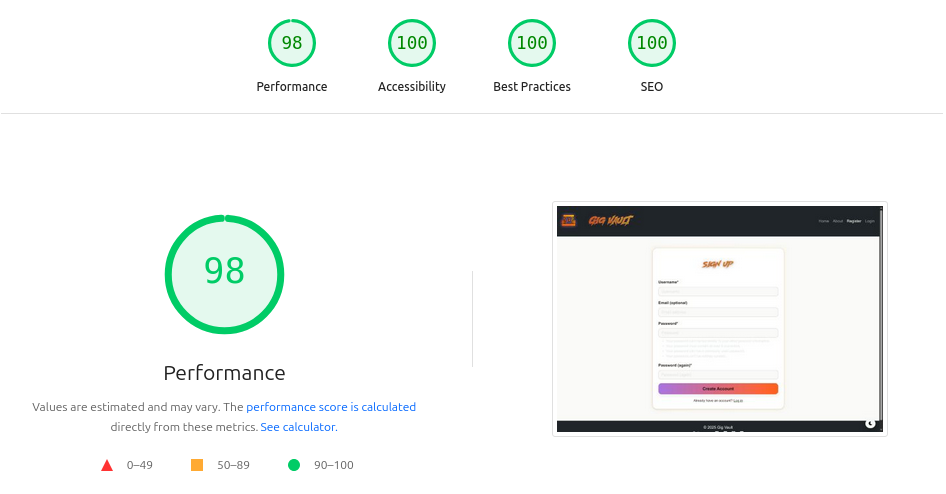 98 100 100 100
Performance Accessibility Best Practices SEO
98
Performance
Values are estimated and may vary. The performance score is calculated
directly from these metrics. See calculator.
0–49 50–89 90–100
GIG VAULT
Home About Register Login
SIGN UP
Username*
Email (optional)
Password*
Password (again)*
Create Account
Already have an account? Log In
© 2025 Gig Vault